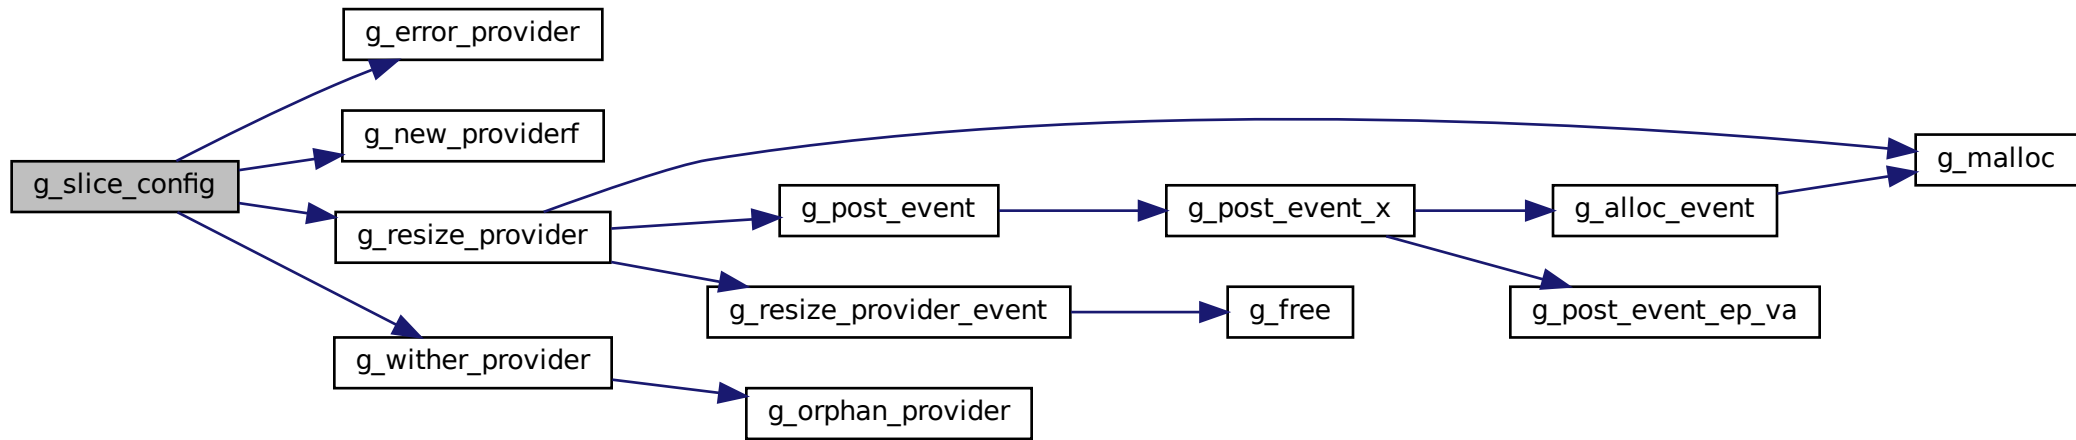 g_error_provider
g_new_providerf
g_malloc
g_slice_config
g_resize_provider
g_post_event
g_post_event_x
g_alloc_event
g_resize_provider_event
g_free
g_post_event_ep_va
g_wither_provider
g_orphan_provider